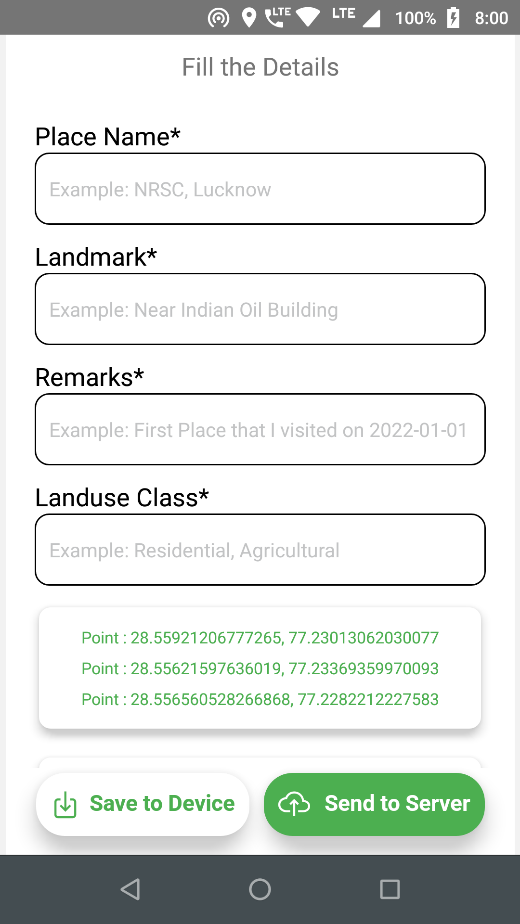 LTE LTE 100% 8:00
Fill the Details
Place Name*
Example: NRSC, Lucknow
Landmark*
Example: Near Indian Oil Building
Remarks*
Example: First Place that I visited on 2022-01-01
Landuse Class*
Example: Residential, Agricultural
Point : 28.55921206777265, 77.23013062030077
Point : 28.55621597636019, 77.23369359970093
Point : 28.556560528266868, 77.2282212227583
Save to Device
Send to Server